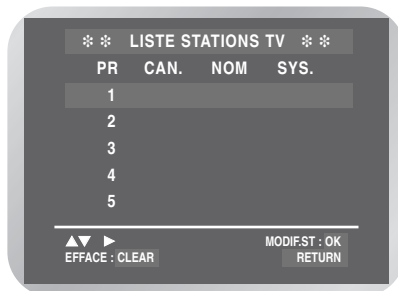 ❇ ❇ LISTE STATIONS TV ❇ ❇
PR CAN. NOM SYS.
1
2
3
4
5
▲▼ ▶ MODIF.ST : OK
EFFACE : CLEAR RETURN